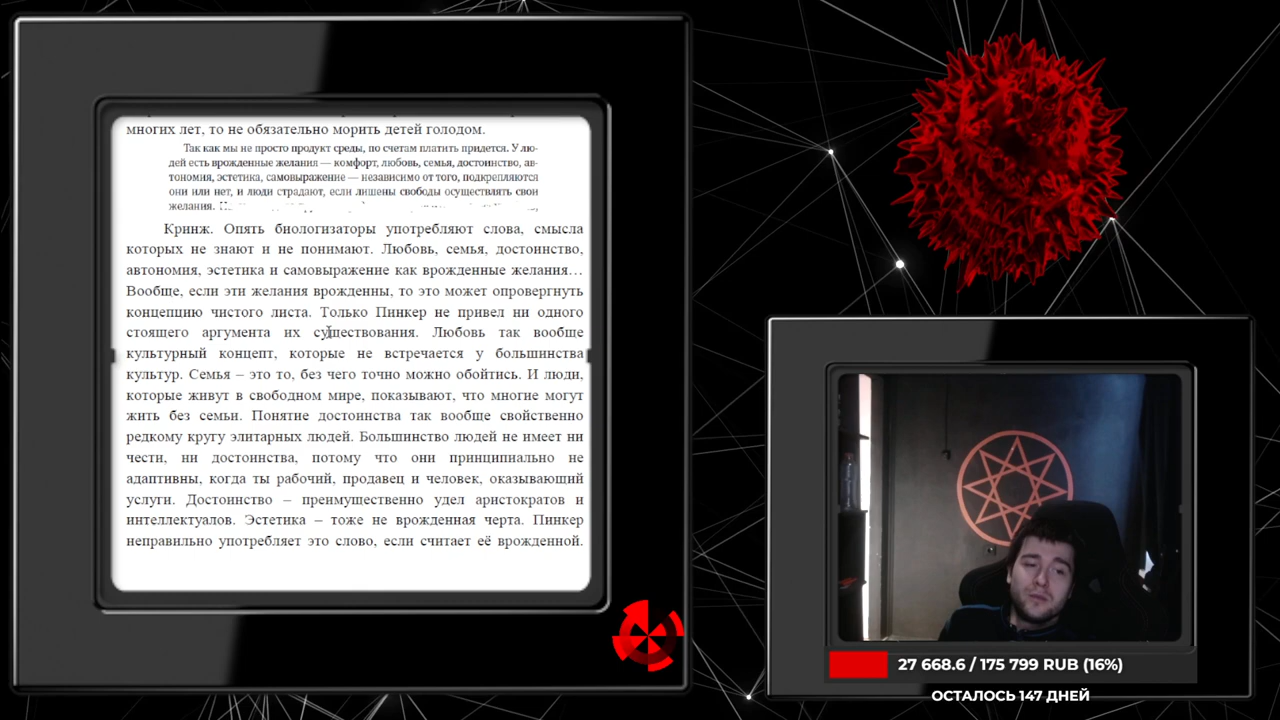 многих лет, то не обязательно морить детей голодом.
Так как мы не просто продукт среды, по счетам платить придется. У лю-
дей есть врожденные желания — комфорт, любовь, семья, достоинство, ав-
тономия, эстетика, самовыражение — независимо от того, подкрепляются
они или нет, и люди страдают, если лишены свободы осуществлять свои
желания.
Кринж. Опять биологизаторы употребляют слова, смысла
которых не знают и не понимают. Любовь, семья, достоинство,
автономия, эстетика и самовыражение как врожденные желания…
Вообще, если эти желания врожденны, то это может опровергнуть
концепцию чистого листа. Только Пинкер не привел ни одного
стоящего аргумента их существования. Любовь так вообще
культурный концепт, которые не встречается у большинства
культур. Семья – это то, без чего точно можно обойтись. И люди,
которые живут в свободном мире, показывают, что многие могут
жить без семьи. Понятие достоинства так вообще свойственно
редкому кругу элитарных людей. Большинство людей не имеет ни
чести, ни достоинства, потому что они принципиально не
адаптивны, когда ты рабочий, продавец и человек, оказывающий
услуги. Достоинство – преимущественно удел аристократов и
интеллектуалов. Эстетика – тоже не врожденная черта. Пинкер
неправильно употребляет это слово, если считает её врожденной.
27 668.6 / 175 799 RUB (16%)
ОСТАЛОСЬ 147 ДНЕЙ